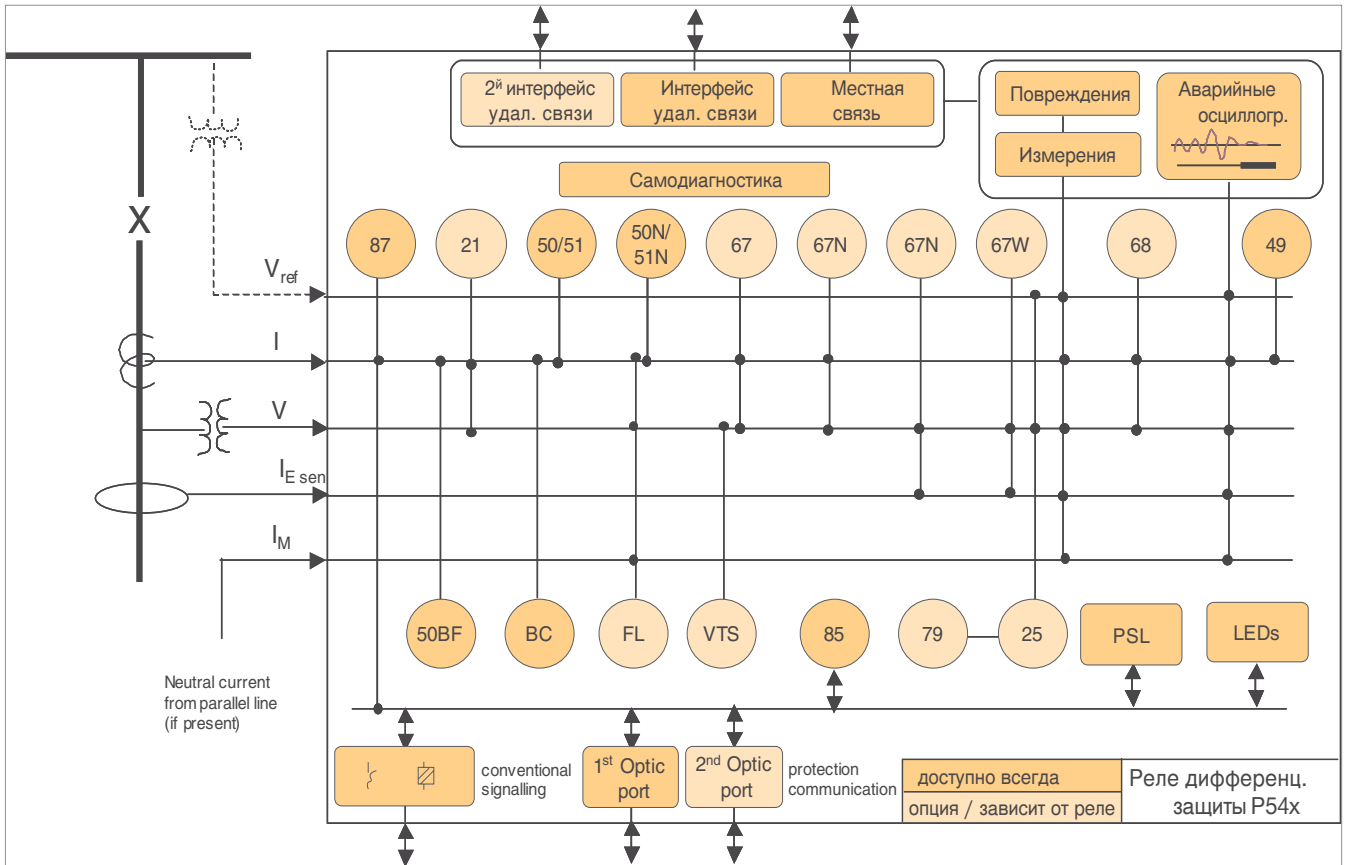 2й интерфейс
удал. связи
Интерфейс
удал. связи
Местная
связь
Повреждения
Измерения
Аварийные
осциллогр.
Самодиагностика
X
87
21
50/51
50N/
51N
67
67N
67N
67W
68
49
Vref
I
V
IE sen
IM
50BF
BC
FL
VTS
85
79
25
PSL
LEDs
Neutral current
from parallel line
(if present)
conventional
signalling
1st Optic
port
2nd Optic
port
protection
communication
доступно всегда
опция / зависит от реле
Реле дифференц.
защиты P54x